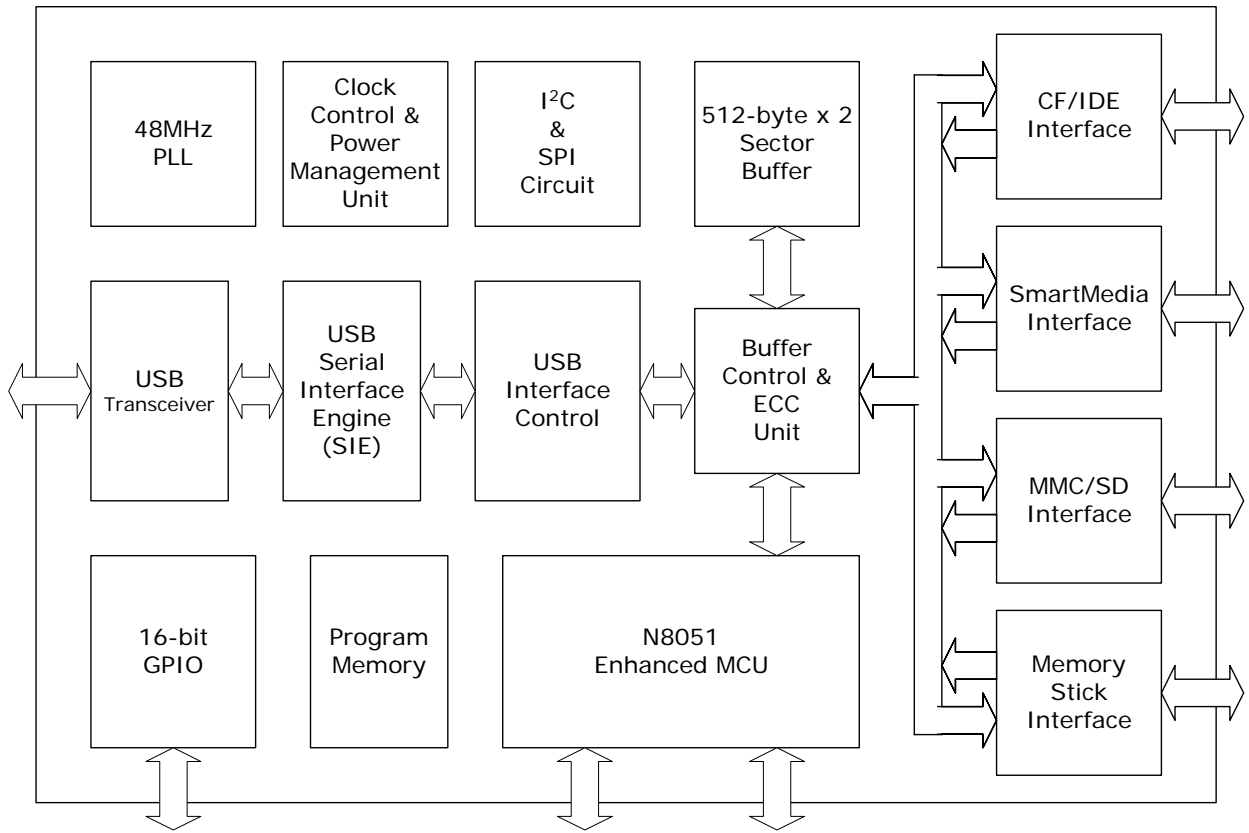 48MHz
PLL
Clock
Control &
Power
Management
Unit
I²C
&
SPI
Circuit
512-byte x 2
Sector
Buffer
CF/IDE
Interface
SmartMedia
Interface
USB
Transceiver
USB
Serial
Interface
Engine
(SIE)
USB
Interface
Control
Buffer
Control &
ECC
Unit
MMC/SD
Interface
16-bit
GPIO
Program
Memory
N8051
Enhanced MCU
Memory
Stick
Interface